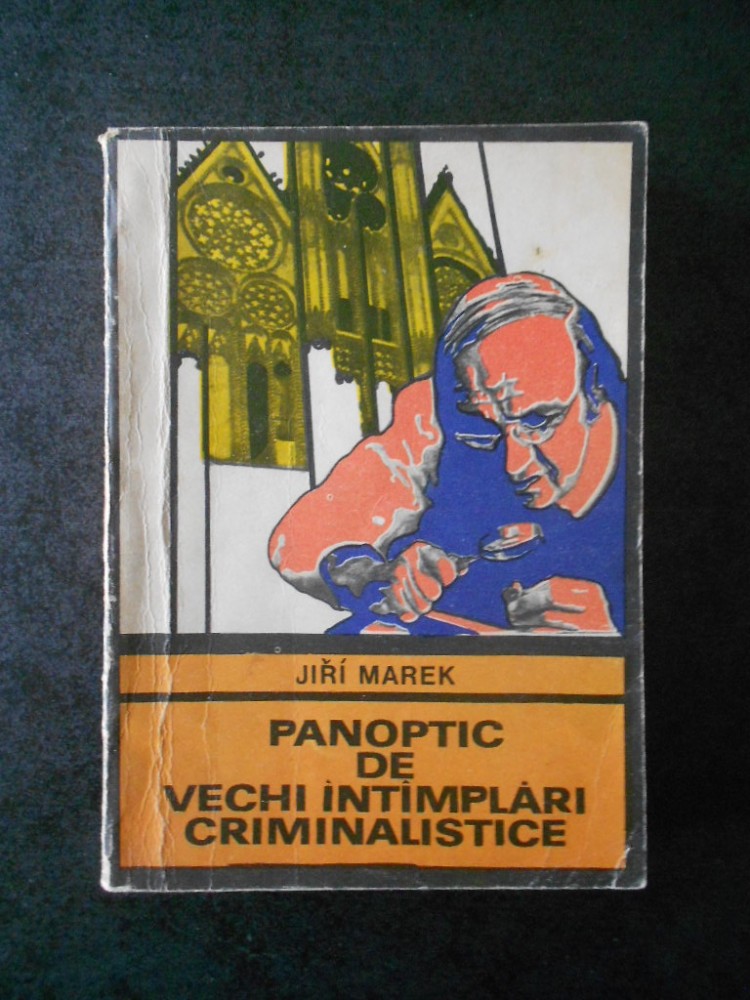 JIŘÍ MAREK
PANOPTIC
DE
VECHI ÎNTÎMPLĂRI
CRIMINALISTICE